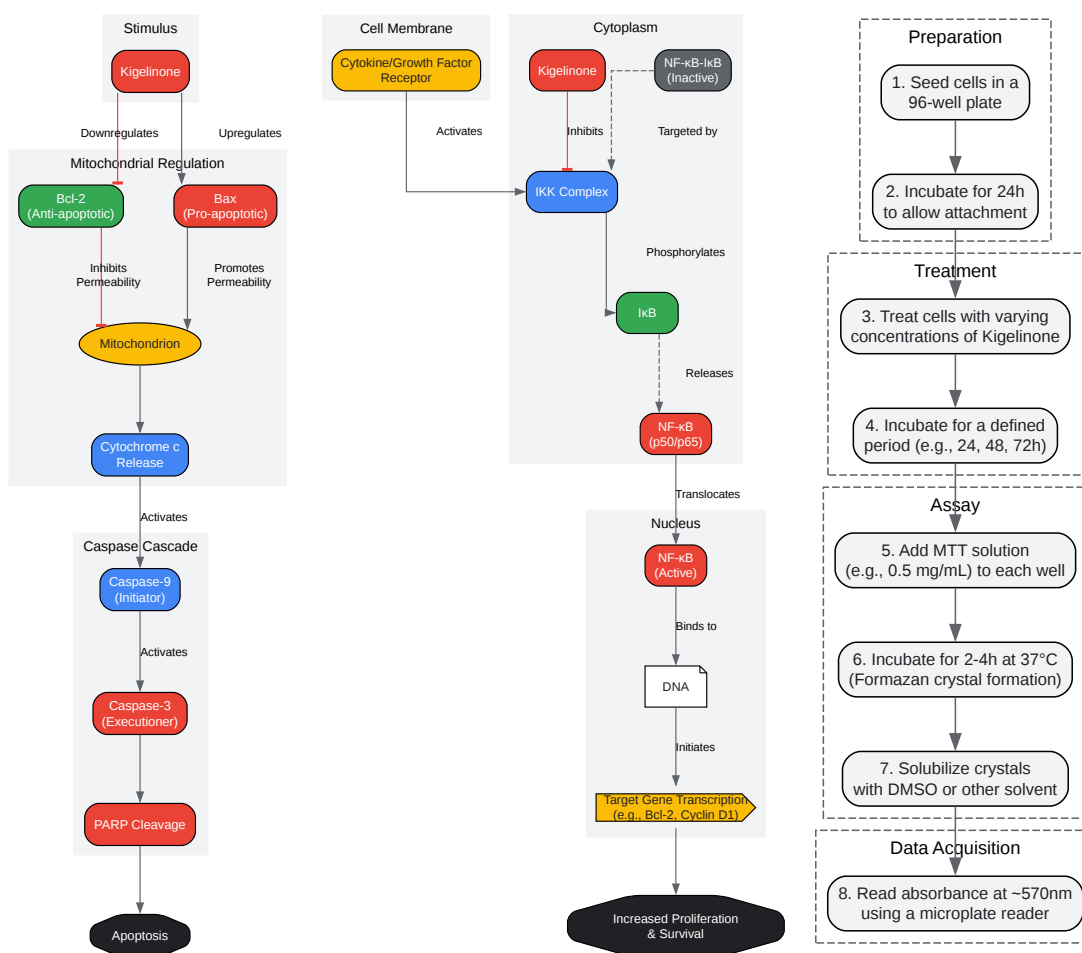 Stimulus
Kigelinone
Downregulates
Upregulates
Mitochondrial Regulation
Bcl-2
(Anti-apoptotic)
Bax
(Pro-apoptotic)
Inhibits
Permeability
Promotes
Permeability
Mitochondrion
Cytochrome c
Release
Activates
Caspase Cascade
Caspase-9
(Initiator)
Activates
Caspase-3
(Executioner)
PARP Cleavage
Apoptosis
Cell Membrane
Cytokine/Growth Factor
Receptor
Activates
Cytoplasm
Kigelinone
NF-κB-IκB
(Inactive)
Inhibits
Targeted by
IKK Complex
Phosphorylates
IκB
Releases
NF-κB
(p50/p65)
Translocates
Nucleus
NF-κB
(Active)
Binds to
DNA
Initiates
Target Gene Transcription
(e.g., Bcl-2, Cyclin D1)
Increased Proliferation
& Survival
Preparation
1. Seed cells in a
96-well plate
2. Incubate for 24h
to allow attachment
Treatment
3. Treat cells with varying
concentrations of Kigelinone
4. Incubate for a defined
period (e.g., 24, 48, 72h)
Assay
5. Add MTT solution
(e.g., 0.5 mg/mL) to each well
6. Incubate for 2-4h at 37°C
(Formazan crystal formation)
7. Solubilize crystals
with DMSO or other solvent
Data Acquisition
8. Read absorbance at ~570nm
using a microplate reader